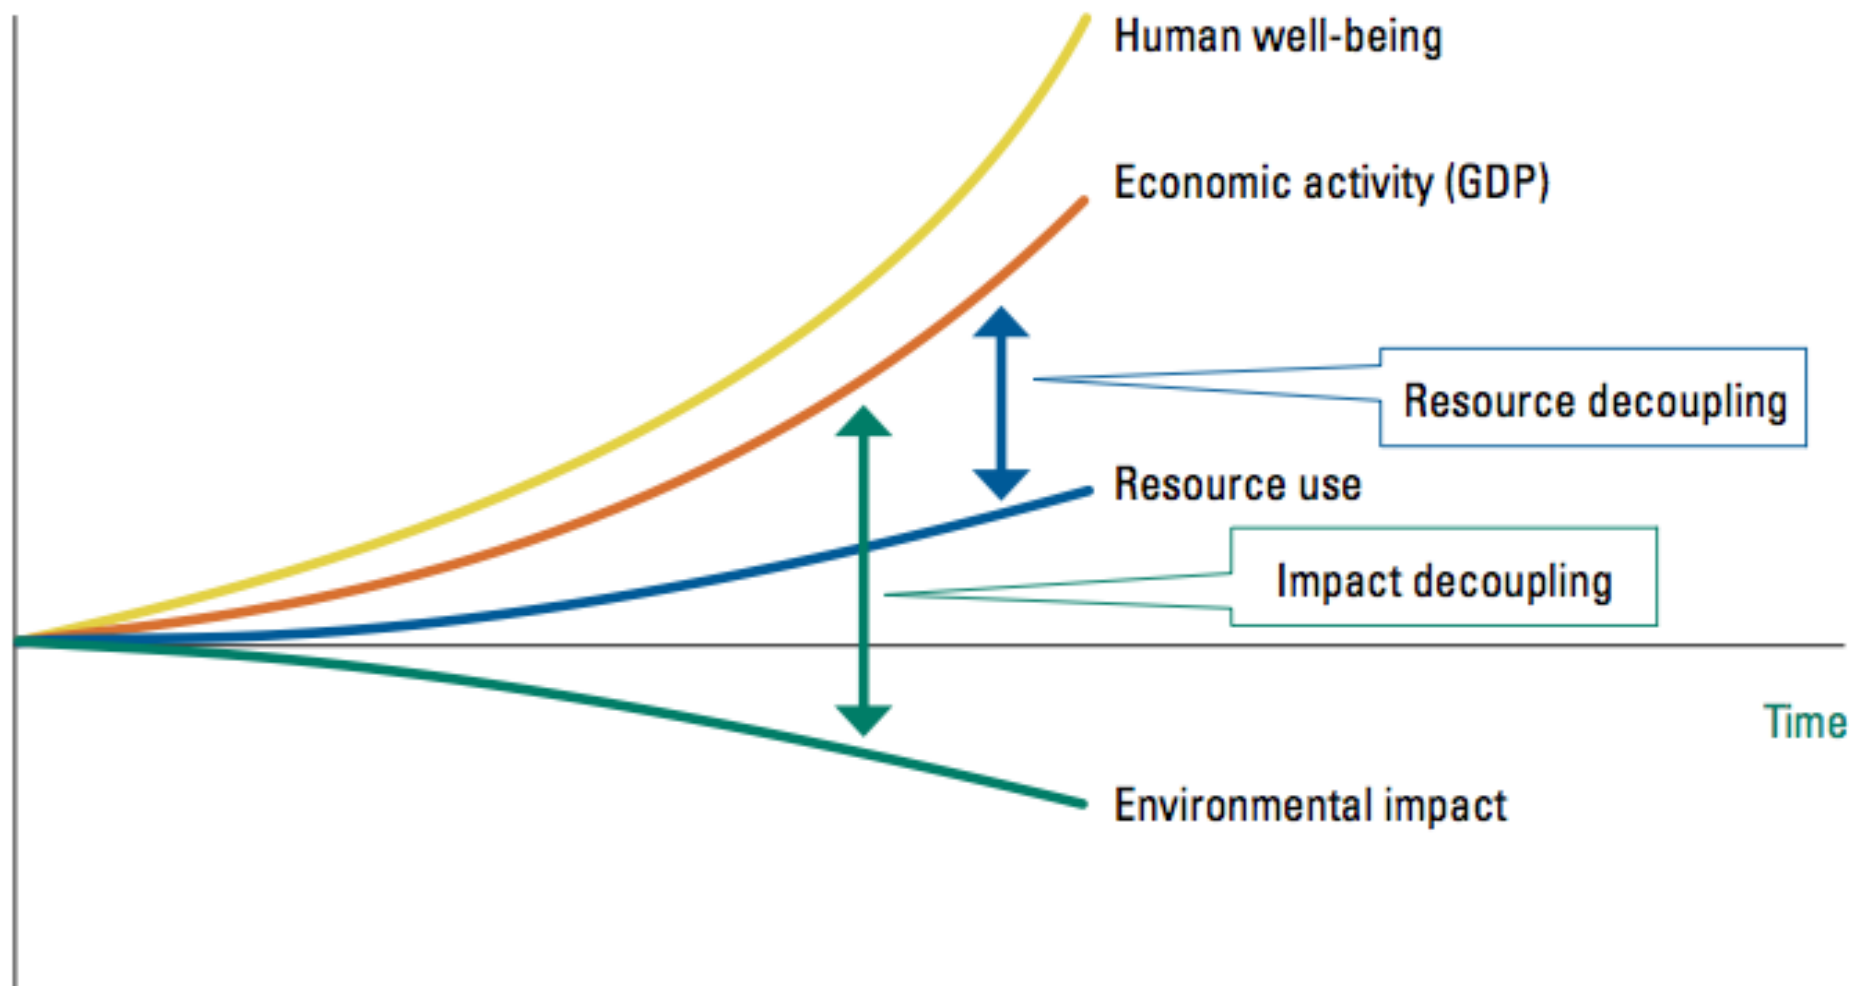 Human well-being
Economic activity (GDP)
Resource decoupling
Resource use
Impact decoupling
Time
Environmental impact